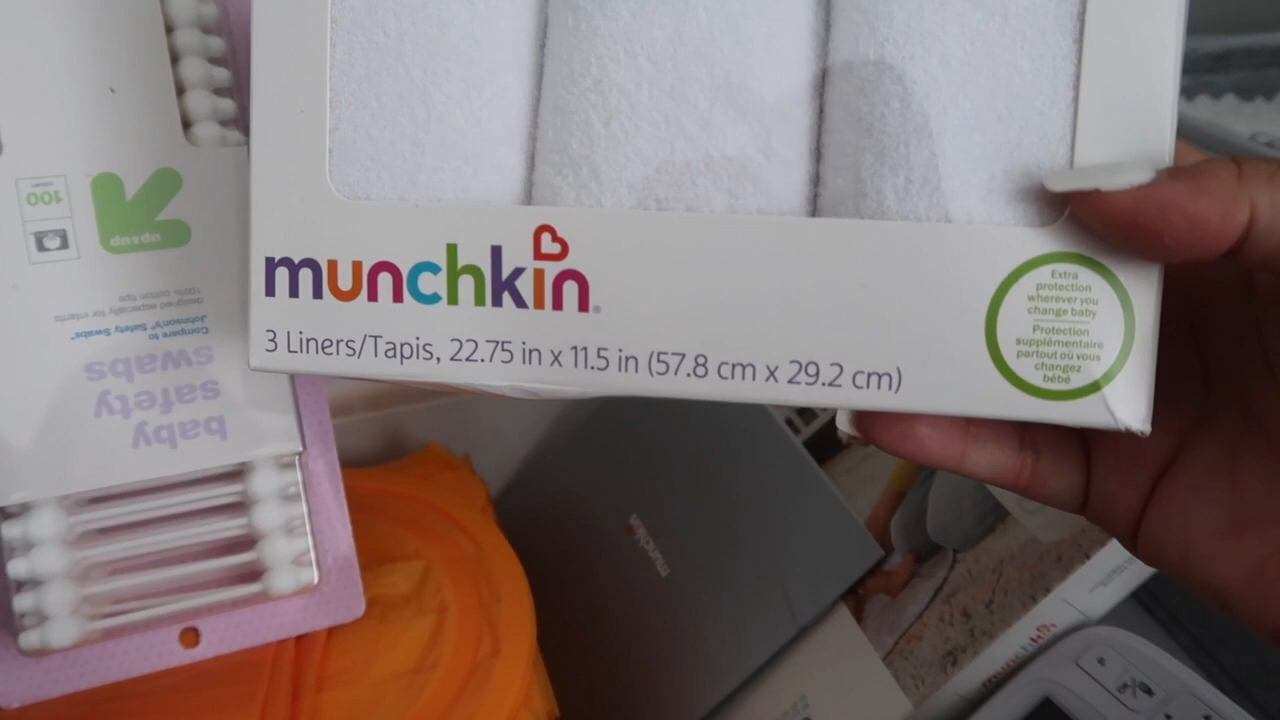 munchkin
3 Liners/Tapis, 22.75 in x 11.5 in (57.8 cm x 29.2 cm)
Extra
protection
wherever you
change baby
Protection
supplémentaire
partout où vous
changez
bébé
baby
safety
swabs
Compare to
Johnson's® Safety Swabs*
designed especially for infants
100% cotton tips
up&up
100
munchkin
munchkin